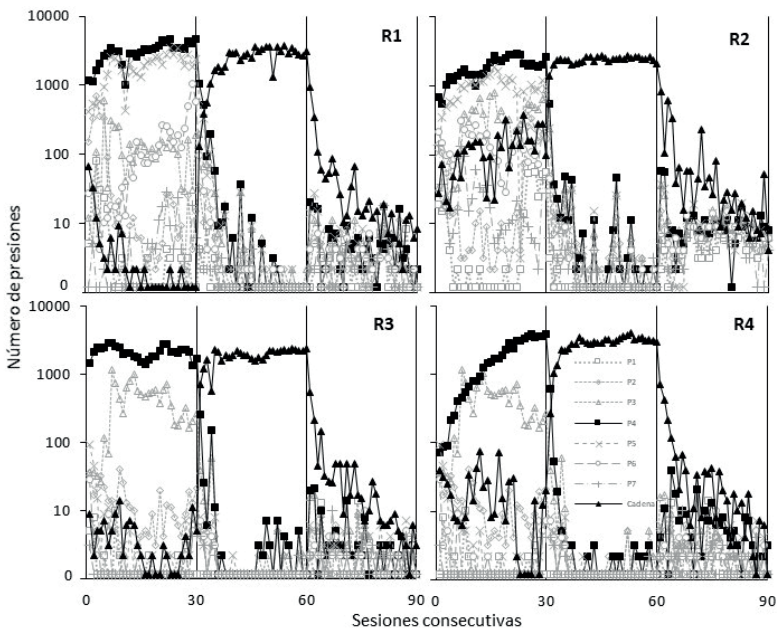 10000
1000
100
10
0
R1
R2
10000
1000
100
10
0
R3
R4
P1
P2
P3
P4
P5
P6
P7
Cadena
0
30
60
90
0
30
60
90
Número de presiones
Sesiones consecutivas